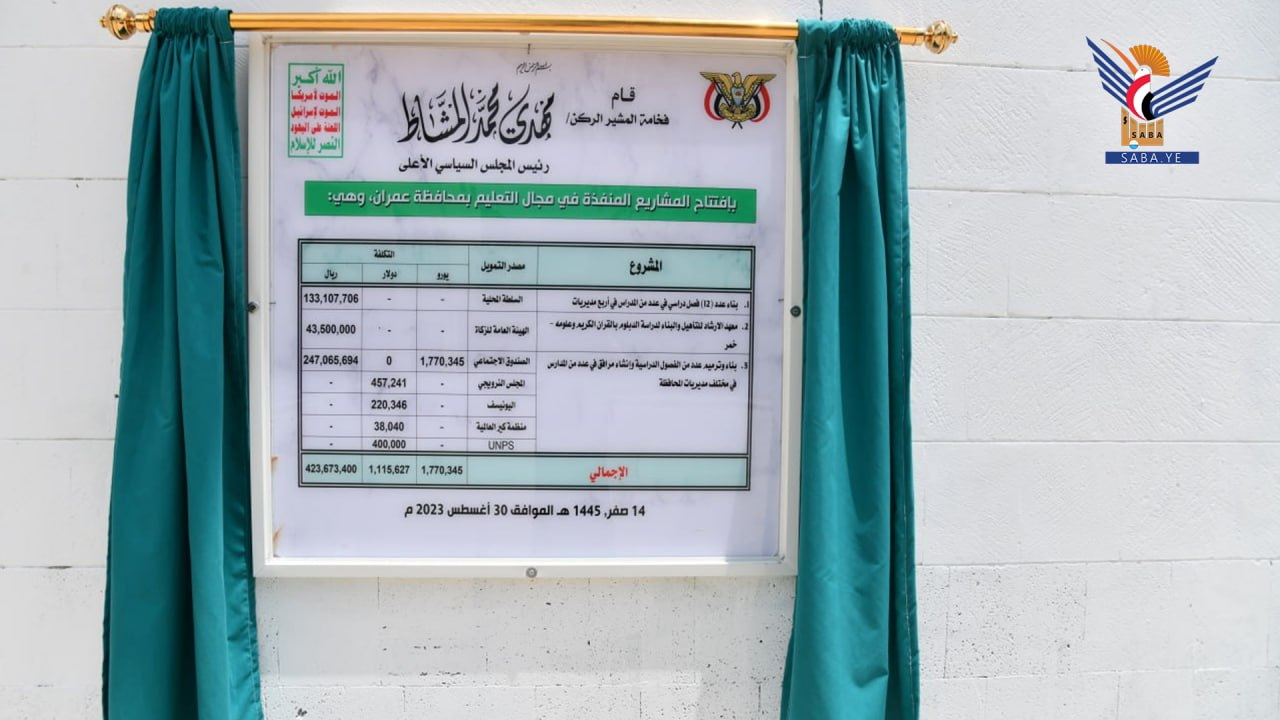 بسم الله الرحمن الرحيم
الله أكبر
الموت لأمريكا
الموت لإسرائيل
اللعنة على اليهود
النصر للإسلام
قام
فخامة المشير الركن/
مهدي محمد المشاط
رئيس المجلس السياسي الأعلى
بإفتتاح المشاريع المنفذة في مجال التعليم بمحافظة عمران، وهي:
المشروع مصدر التمويل التكلفة
يورو دولار ريال
1. بناء عدد (12) فصل دراسي في عدد من المدارس في أربع مديريات السلطة المحلية - - 133,107,706
2. معهد الارشاد للتأهيل والبناء لدراسة الدبلوم بالقران الكريم وعلومه - خمر الهيئة العامة للزكاة - - 43,500,000
3. بناء وترميم عدد من الفصول الدراسية وإنشاء مرافق في عدد من المدارس في مختلف مديريات المحافظة الصندوق الاجتماعي 1,770,345 0 247,065,694
المجلس النرويجي - 457,241 -
اليونيسف - 220,346 -
منظمة كير العالمية - 38,040 -
UNPS - 400,000 -
الإجمالي 1,770,345 1,115,627 423,673,400
14 صفر, 1445 هـ الموافق 30 أغسطس 2023 م
SABA
SABA.YE